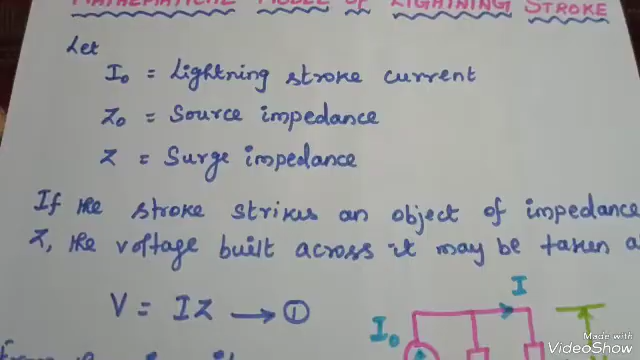 MATHEMATICAL MODEL OF LIGHTNING STROKE
Let
I₀ = Lightning stroke current
Z₀ = Source impedance
Z = Surge impedance
If the stroke strikes an object of impedance
Z, the voltage built across it may be taken a
V = IZ → ①
I
I₀
Made with
VideoShow